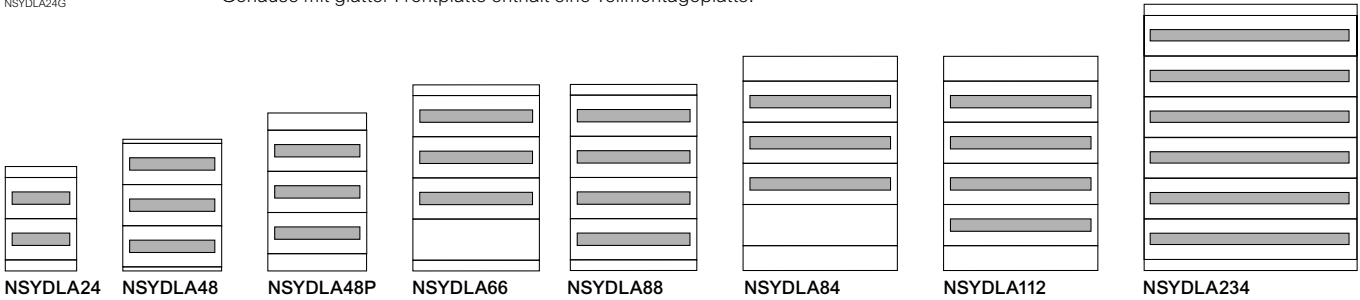 NSYDLA24G
Gehäuse mit glatter Frontplatte enthält eine Teilmontageplatte.
NSYDLA24 NSYDLA48 NSYDLA48P NSYDLA66 NSYDLA88 NSYDLA84 NSYDLA112 NSYDLA234